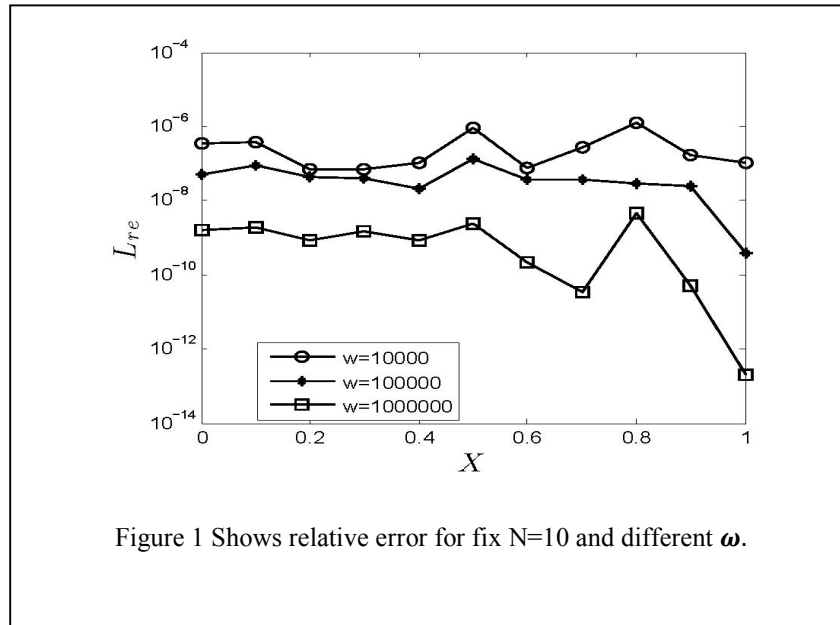 10⁻⁴
10⁻⁶
10⁻⁸
10⁻¹⁰
10⁻¹²
10⁻¹⁴
L_re
w=10000
w=100000
w=1000000
0 0.2 0.4 0.6 0.8 1
X
Figure 1 Shows relative error for fix N=10 and different ω.